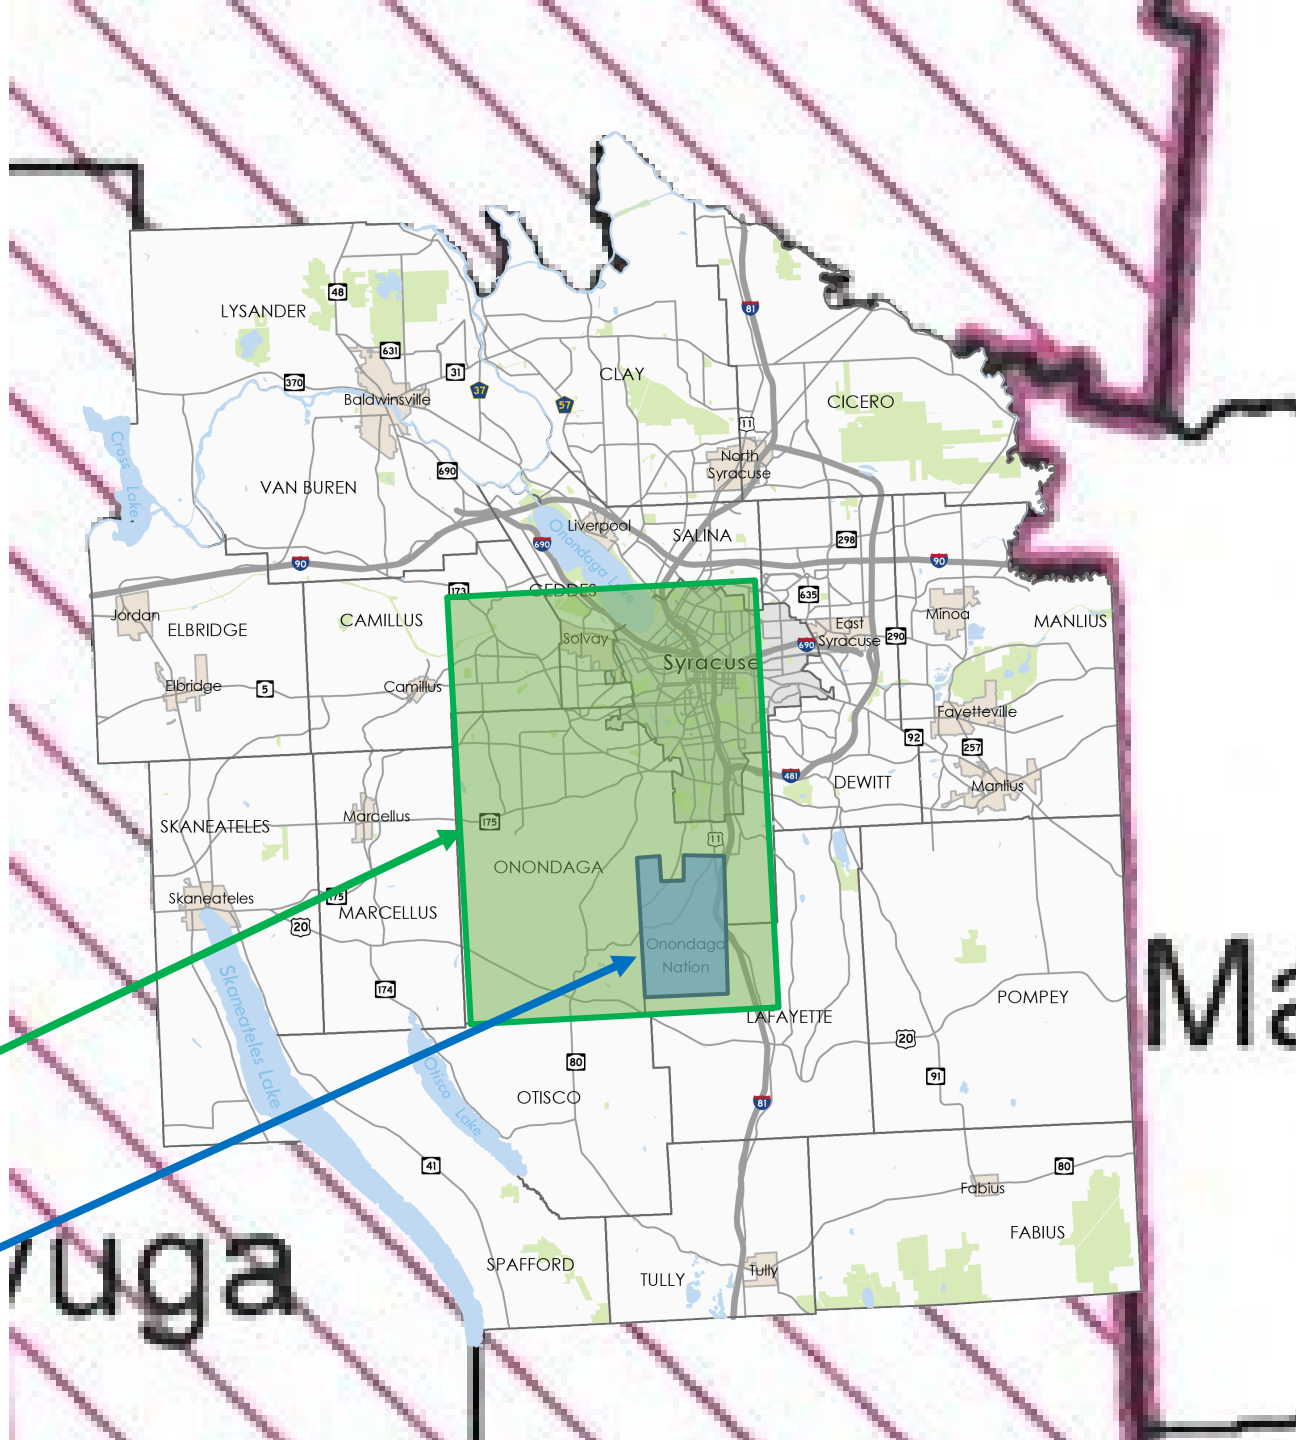 48
LYSANDER
81
631
31
CLAY
370
37
Baldwinsville
57
CICERO
11
North
Syracuse
Cross
Lake
690
VAN BUREN
Liverpool
SALINA
298
690
Onondaga Lake
90
90
173
GEDDES
635
Jordan
ELBRIDGE
CAMILLUS
Minoa
MANLIUS
East
Syracuse
290
Solvay
690
Syracuse
Elbridge
5
Camillus
Fayetteville
92
257
481
DEWITT
Manlius
Marcellus
175
SKANEATELES
11
ONONDAGA
Skaneateles
175
MARCELLUS
20
Onondaga
Nation
174
POMPEY
Ma
LAFAYETTE
Skaneateles Lake
20
80
Otisco
Lake
91
OTISCO
81
41
80
Fabius
FABIUS
yuga
SPAFFORD
TULLY
Tully